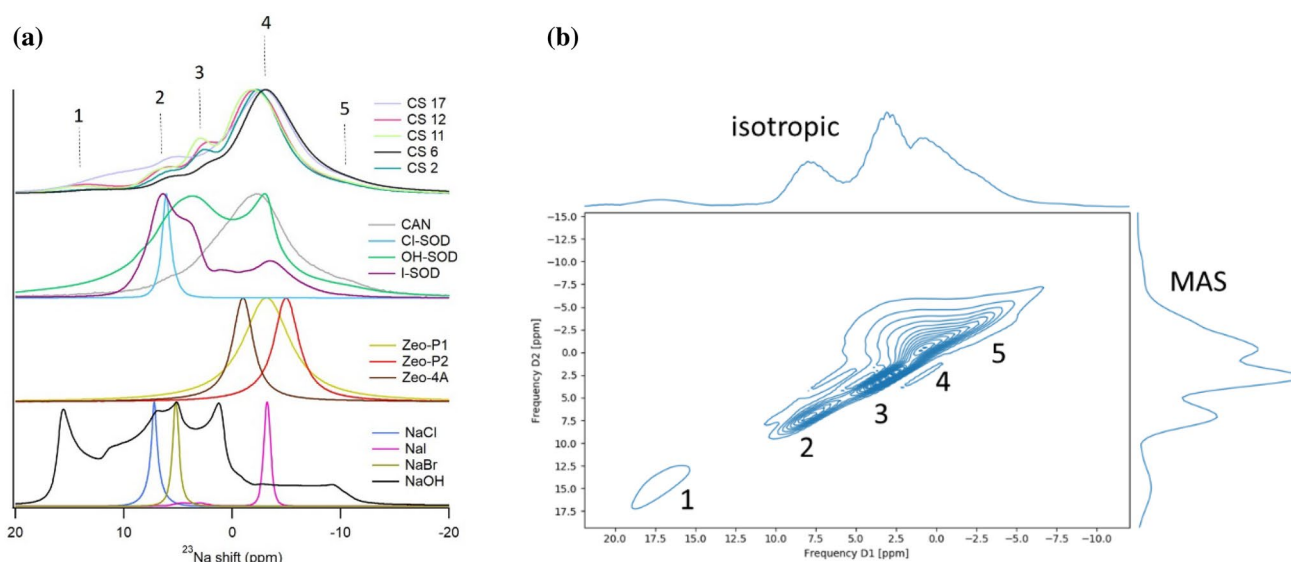 (a)
4
3
2
1
5
CS 17
CS 12
CS 11
CS 6
CS 2
CAN
Cl-SOD
OH-SOD
I-SOD
Zeo-P1
Zeo-P2
Zeo-4A
NaCl
NaI
NaBr
NaOH
20 10 0 -10 -20
²³Na shift (ppm)
(b)
isotropic
MAS
−15.0
−12.5
−10.0
−7.5
−5.0
−2.5
0.0
2.5
5.0
7.5
10.0
12.5
15.0
17.5
Frequency D2 [ppm]
5
4
3
2
1
20.0 17.5 15.0 12.5 10.0 7.5 5.0 2.5 0.0 −2.5 −5.0 −7.5 −10.0
Frequency D1 [ppm]